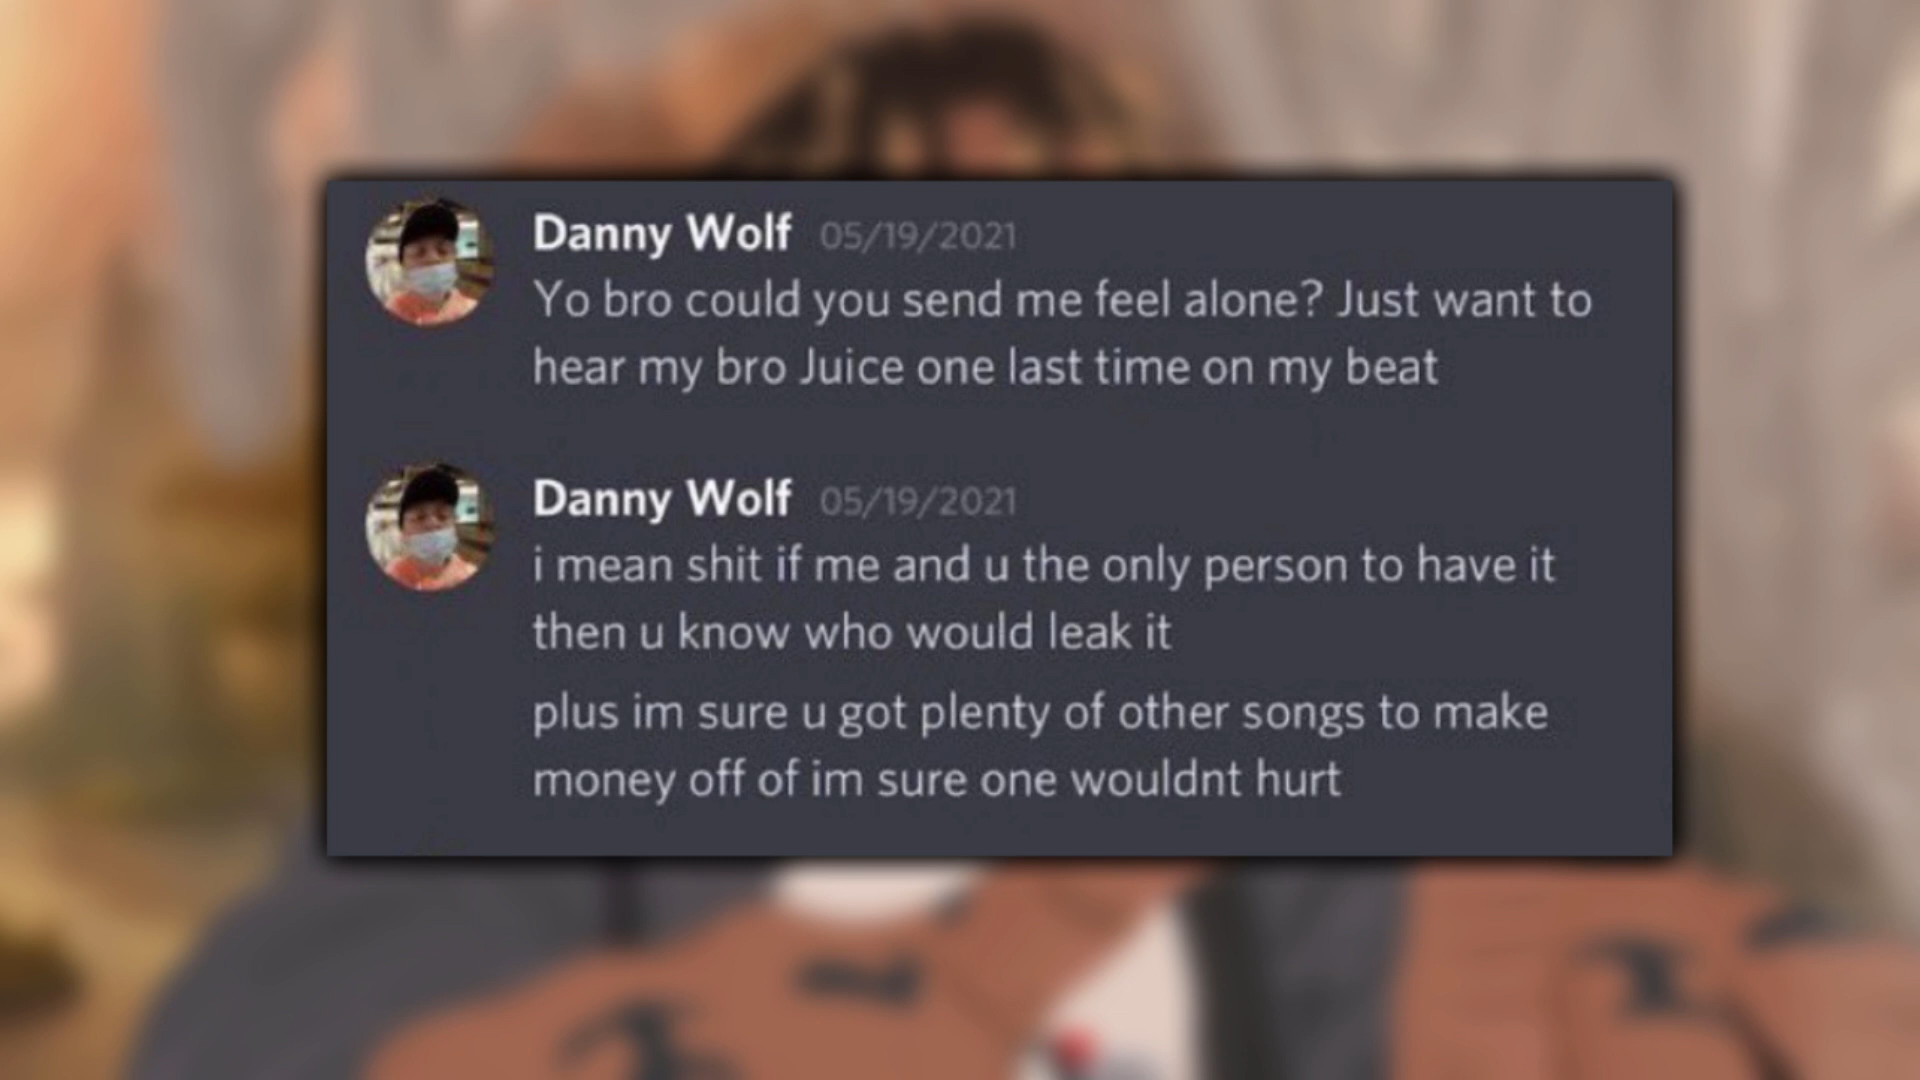 Danny Wolf 05/19/2021
Yo bro could you send me feel alone? Just want to
hear my bro Juice one last time on my beat
Danny Wolf 05/19/2021
i mean shit if me and u the only person to have it
then u know who would leak it
plus im sure u got plenty of other songs to make
money off of im sure one wouldnt hurt